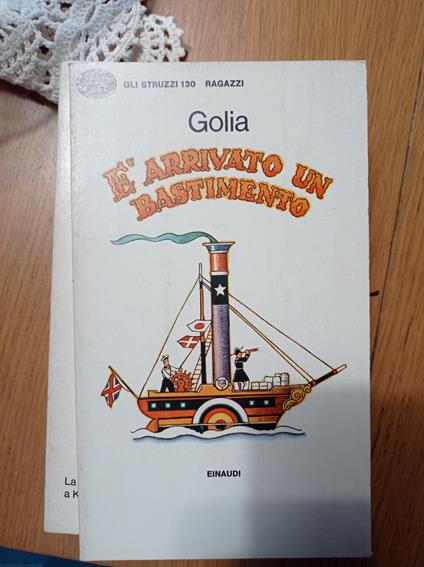 GLI STRUZZI 130 RAGAZZI
Golia
E' ARRIVATO UN
BASTIMENTO
EINAUDI
La
a K